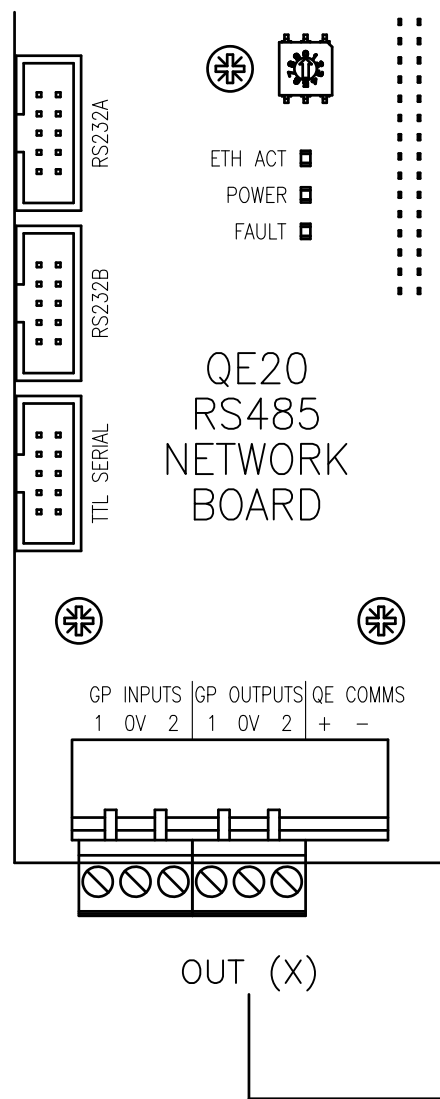 RS232A
ETH ACT
POWER
FAULT
RS232B
QE20
RS485
NETWORK
BOARD
TTL SERIAL
GP INPUTS GP OUTPUTS QE COMMS
1 0V 2 1 0V 2 + −
OUT (X)